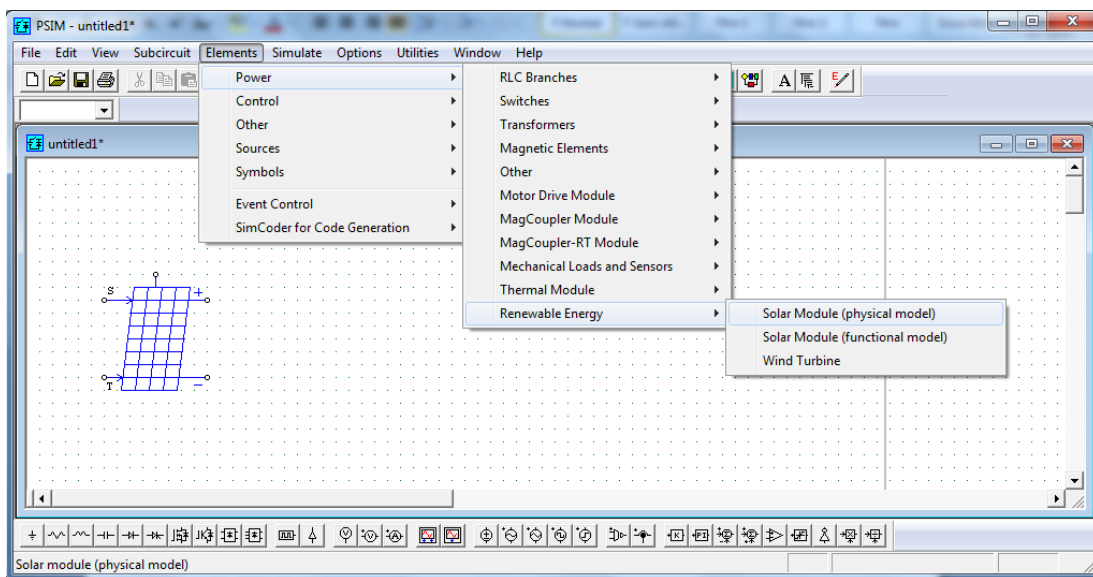 PSIM - untitled1*
File Edit View Subcircuit Elements Simulate Options Utilities Window Help
Power
Control
Other
Sources
Symbols
Event Control
SimCoder for Code Generation
RLC Branches
Switches
Transformers
Magnetic Elements
Other
Motor Drive Module
MagCoupler Module
MagCoupler-RT Module
Mechanical Loads and Sensors
Thermal Module
Renewable Energy
Solar Module (physical model)
Solar Module (functional model)
Wind Turbine
A
untitled1*
S +
T −
K PI
Solar module (physical model)